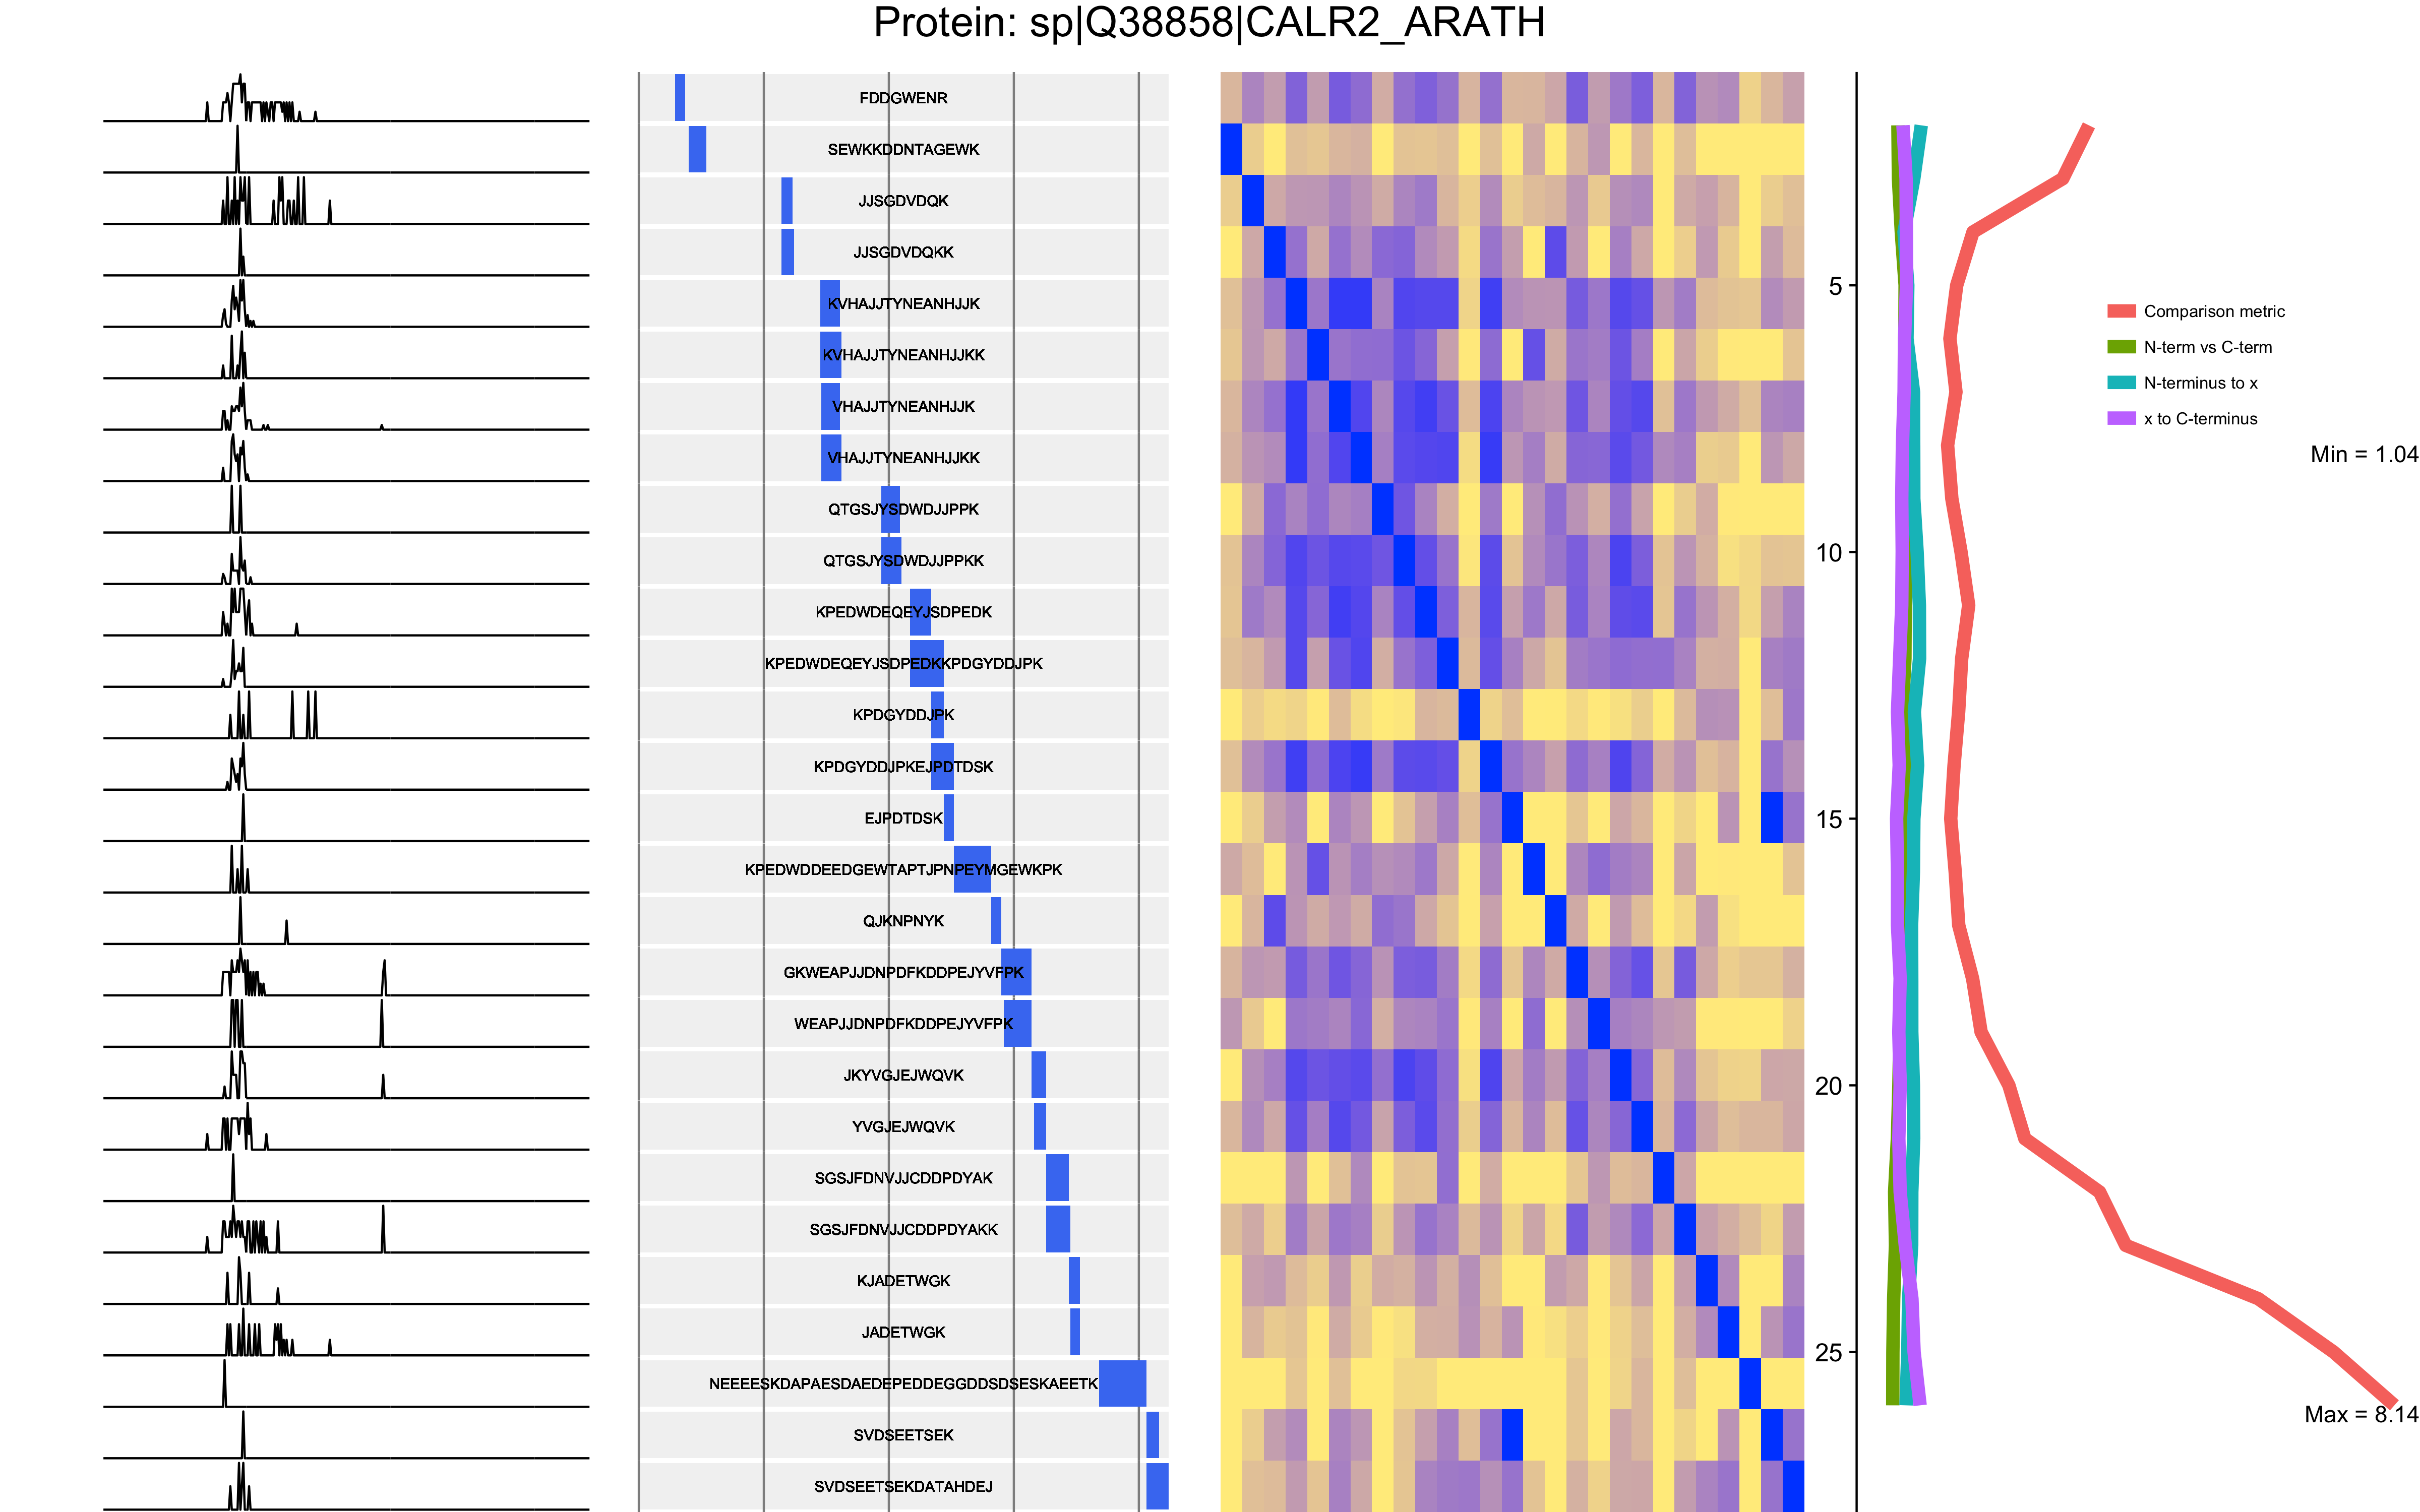 Protein: sp|Q38858|CALR2_ARATH
FDDGWENR
SEWKKDDNTAGEWK
JJSGDVDQK
JJSGDVDQKK
KVHAJJTYNEANHJJK
KVHAJJTYNEANHJJKK
VHAJJTYNEANHJJK
VHAJJTYNEANHJJKK
QTGSJYSDWDJJPPK
QTGSJYSDWDJJPPKK
KPEDWDEQEYJSDPEDK
KPEDWDEQEYJSDPEDKKPDGYDDJPK
KPDGYDDJPK
KPDGYDDJPKEJPDTDSK
EJPDTDSK
KPEDWDDEEDGEWTAPTJPNPEYMGEWKPK
QJKNPNYK
GKWEAPJJDNPDFKDDPEJYVFPK
WEAPJJDNPDFKDDPEJYVFPK
JKYVGJEJWQVK
YVGJEJWQVK
SGSJFDNVJJCDDPDYAK
SGSJFDNVJJCDDPDYAKK
KJADETWGK
JADETWGK
NEEEESKDAPAESDAEDEPEDDEGGDDSDSESKAEETK
SVDSEETSEK
SVDSEETSEKDATAHDEJ
5
10
15
20
25
Comparison metric
N-term vs C-term
N-terminus to x
x to C-terminus
Min = 1.04
Max = 8.14